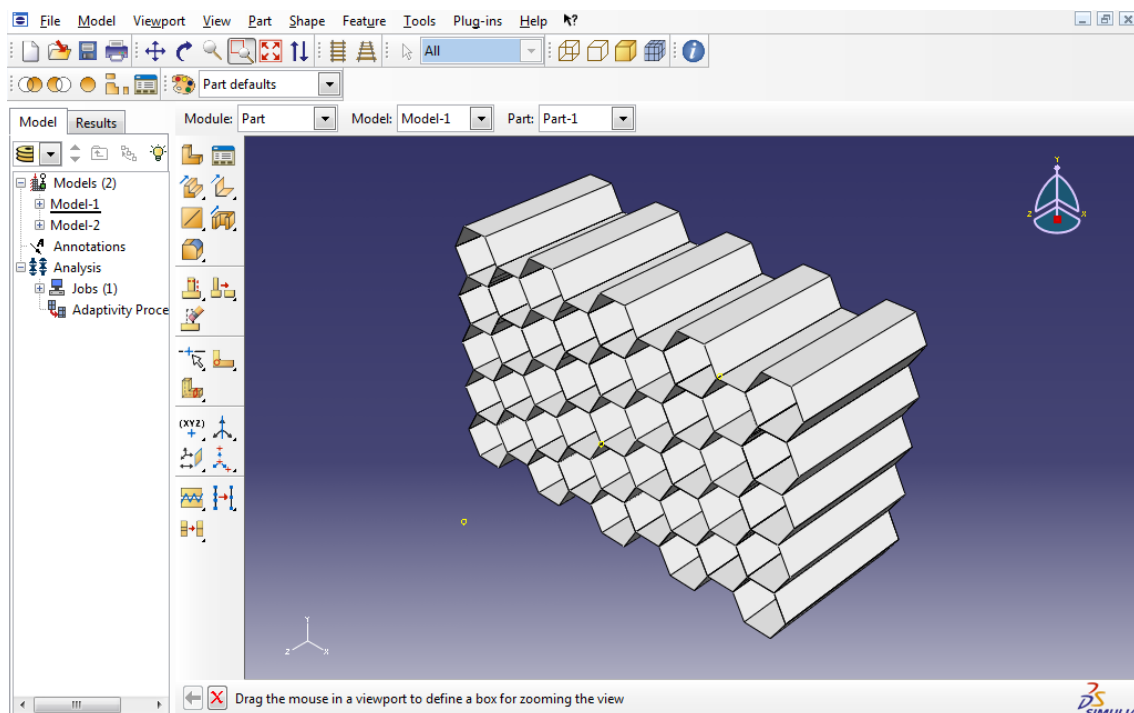 File Model Viewport View Part Shape Feature Tools Plug-ins Help
All
Part defaults
Model Results Module: Part Model: Model-1 Part: Part-1
Models (2)
Model-1
Model-2
Annotations
Analysis
Jobs (1)
Adaptivity Proce
(XYZ)
Y
Z X
Y
Z X
Drag the mouse in a viewport to define a box for zooming the view
SIMULIA